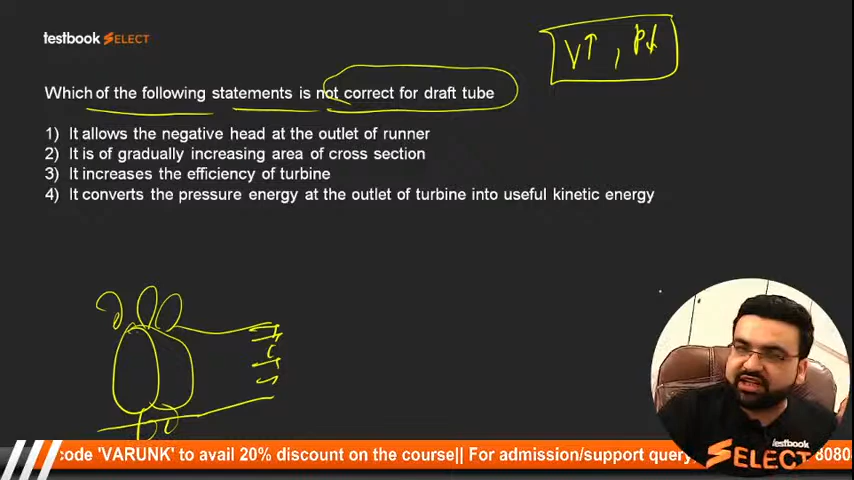 testbook SELECT
V↑ , P↓
Which of the following statements is not correct for draft tube
1) It allows the negative head at the outlet of runner
2) It is of gradually increasing area of cross section
3) It increases the efficiency of turbine
4) It converts the pressure energy at the outlet of turbine into useful kinetic energy
testbook
SELECT
code 'VARUNK' to avail 20% discount on the course|| For admission/support query, 8080